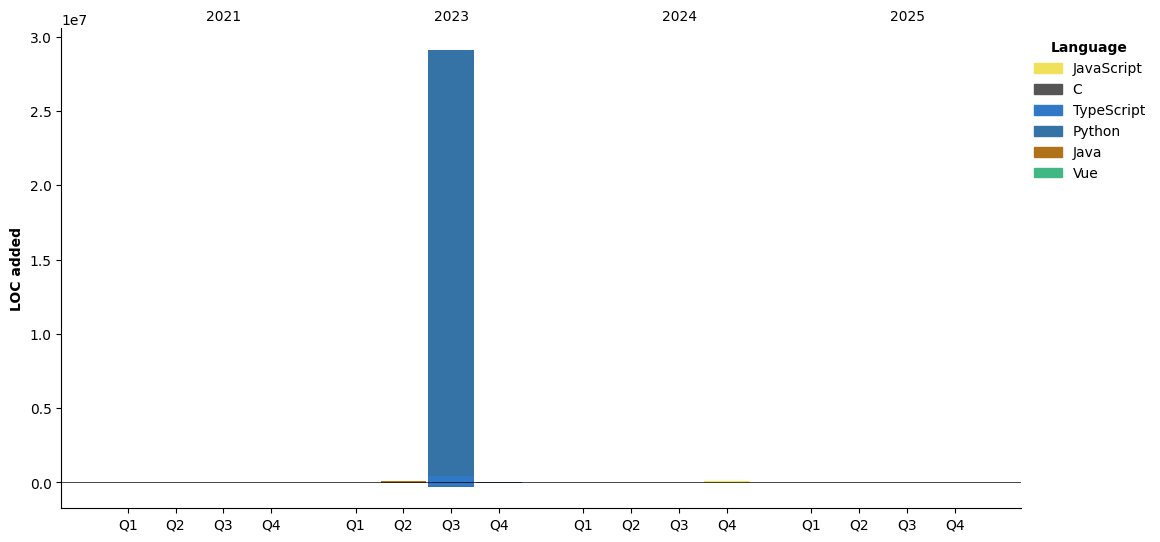 2021 2023 2024 2025
1e7
3.0
2.5
2.0
1.5
1.0
0.5
0.0
LOC added
Q1 Q2 Q3 Q4 Q1 Q2 Q3 Q4 Q1 Q2 Q3 Q4 Q1 Q2 Q3 Q4
Language
JavaScript
C
TypeScript
Python
Java
Vue